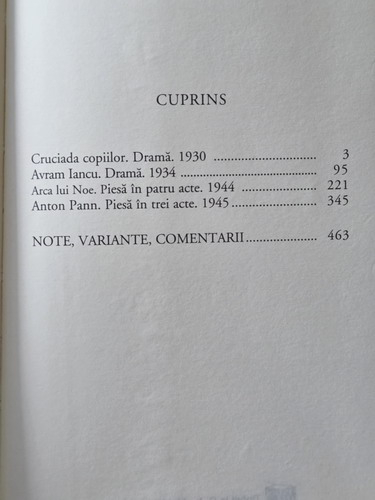 CUPRINS
Cruciada copiilor. Dramă. 1930 ............................... 3
Avram Iancu. Dramă. 1934 ......................................... 95
Arca lui Noe. Piesă în patru acte. 1944 ..................... 221
Anton Pann. Piesă în trei acte. 1945....................... 345
NOTE, VARIANTE, COMENTARII................... 463